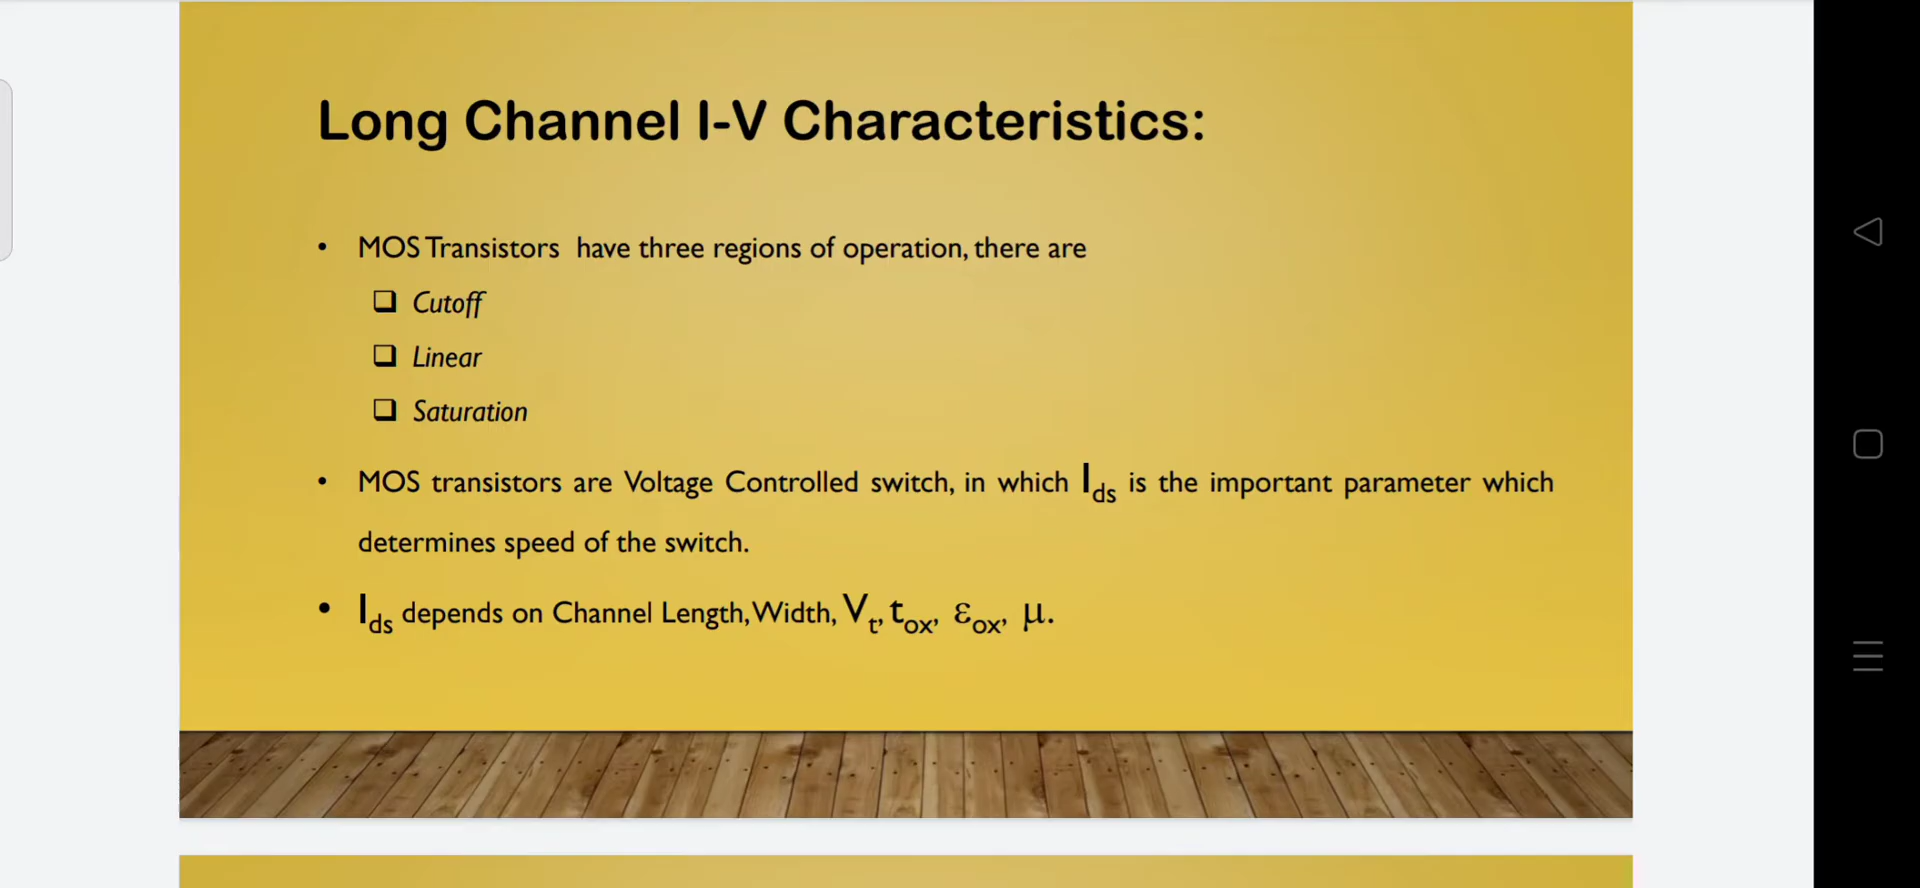 Long Channel I-V Characteristics:
• MOS Transistors have three regions of operation, there are
❑ Cutoff
❑ Linear
❑ Saturation
• MOS transistors are Voltage Controlled switch, in which Ids is the important parameter which
determines speed of the switch.
• Ids depends on Channel Length, Width, Vt, tox, εox, μ.